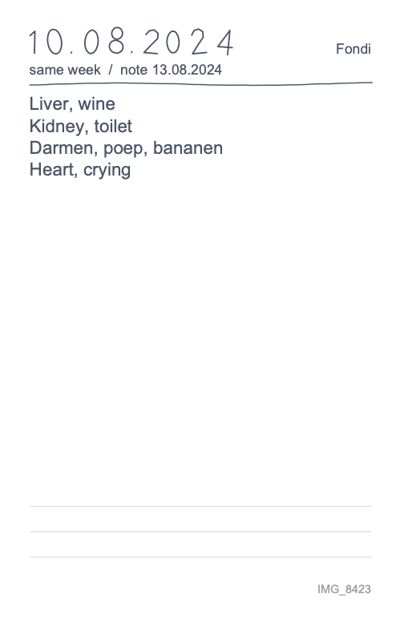 10.08.2024
Fondi
same week / note 13.08.2024
Liver, wine
Kidney, toilet
Darmen, poep, bananen
Heart, crying
IMG_8423